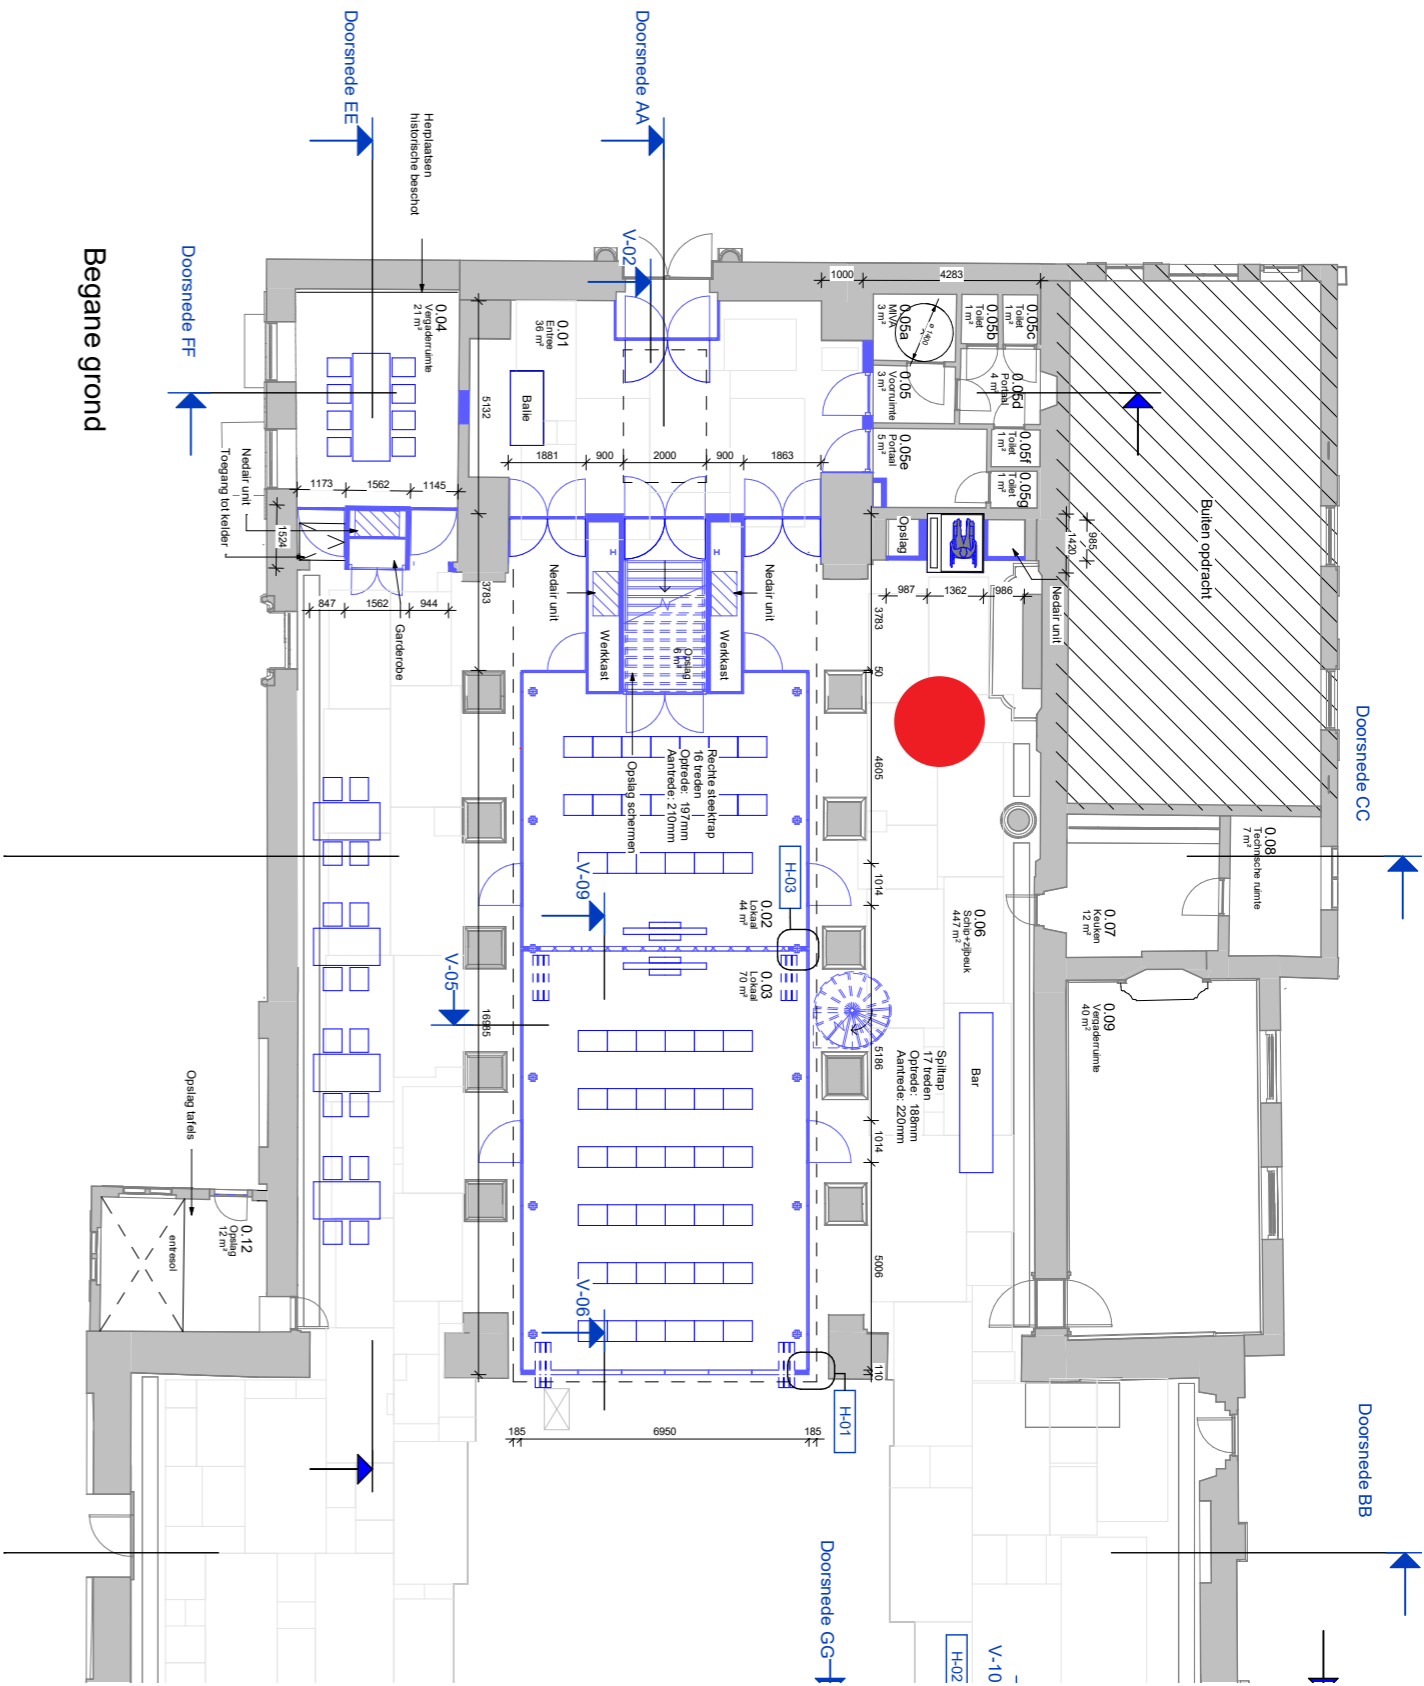 Begane grond
Doorsnede EE
Doorsnede AA
Doorsnede FF
Doorsnede CC
Doorsnede BB
Doorsnede GG
Herplaatsen
historische beschot
V-02
V-09
V-05
V-06
V-10
H-03
H-01
H-02
0.04
Vergaderruimte
21 m²
0.01
Entree
36 m²
Balie
0.05a
MIVA
3 m²
ø 1400
0.05b
Toilet
1 m²
0.05c
Toilet
1 m²
0.05
Voorruimte
3 m²
0.05d
Portaal
4 m²
0.05e
Portaal
5 m²
0.05f
Toilet
1 m²
0.05g
Toilet
1 m²
Buiten opdracht
1000
4283
5132
1881
900
2000
900
1863
1173
1562
1145
1524
847
1562
944
3783
987
1362
986
3783
985
1420
50
4605
1014
5186
1014
5006
110
16985
185
6950
185
Nedair unit
Toegang tot kelder
Garderobe
Nedair unit
Werkkast
Nedair unit
Werkkast
H
H
Opslag
6 m²
Opslag
Nedair unit
Opslag schermen
Rechte steektrap
16 treden
Optrede: 197mm
Aantrede: 210mm
0.02
Lokaal
44 m²
0.03
Lokaal
70 m²
0.06
Schip+zijbeuk
447 m²
0.07
Keuken
12 m²
0.08
Technische ruimte
7 m²
0.09
Vergaderruimte
40 m²
Spiltrap
17 treden
Optrede: 188mm
Aantrede: 220mm
Bar
Opslag tafels
0.12
Opslag
12 m²
entresol